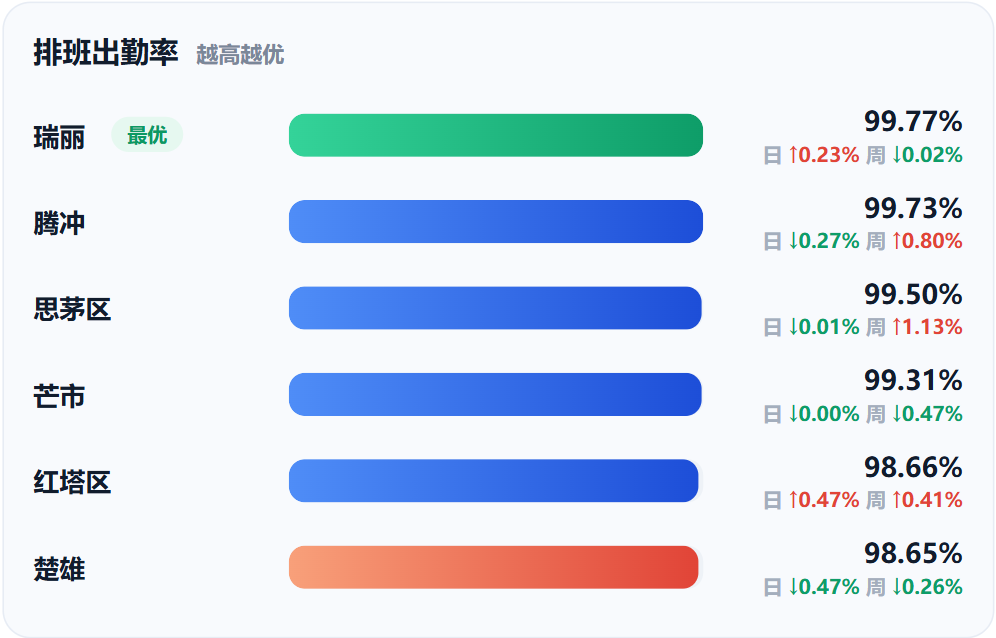 排班出勤率 越高越优
瑞丽 最优 99.77%
日 ↑0.23% 周 ↓0.02%
腾冲 99.73%
日 ↓0.27% 周 ↑0.80%
思茅区 99.50%
日 ↓0.01% 周 ↑1.13%
芒市 99.31%
日 ↓0.00% 周 ↓0.47%
红塔区 98.66%
日 ↑0.47% 周 ↑0.41%
楚雄 98.65%
日 ↓0.47% 周 ↓0.26%